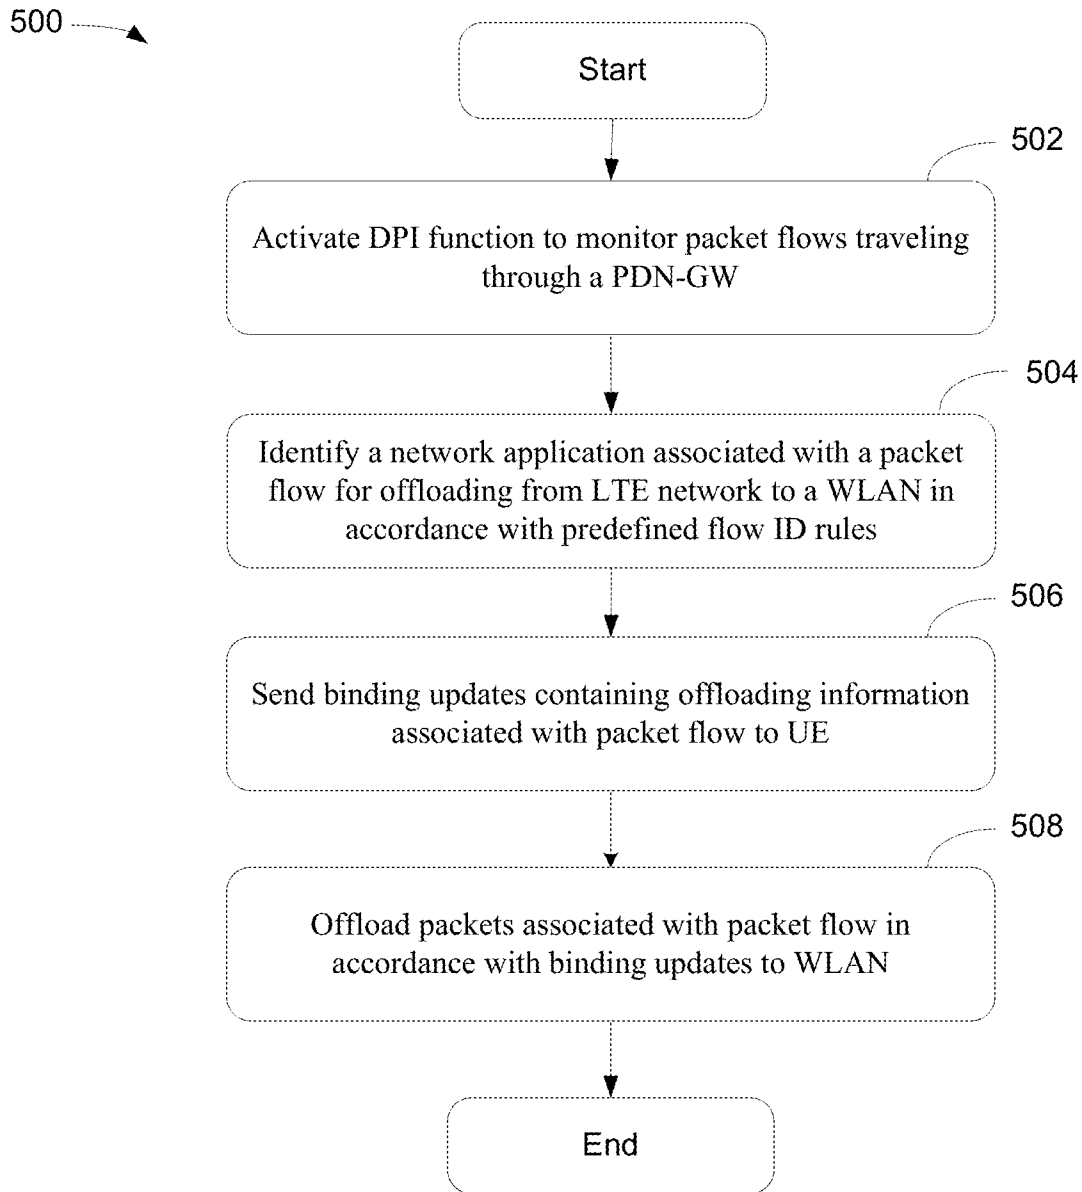 500
Start
502
Activate DPI function to monitor packet flows traveling
through a PDN-GW
504
Identify a network application associated with a packet
flow for offloading from LTE network to a WLAN in
accordance with predefined flow ID rules
506
Send binding updates containing offloading information
associated with packet flow to UE
508
Offload packets associated with packet flow in
accordance with binding updates to WLAN
End